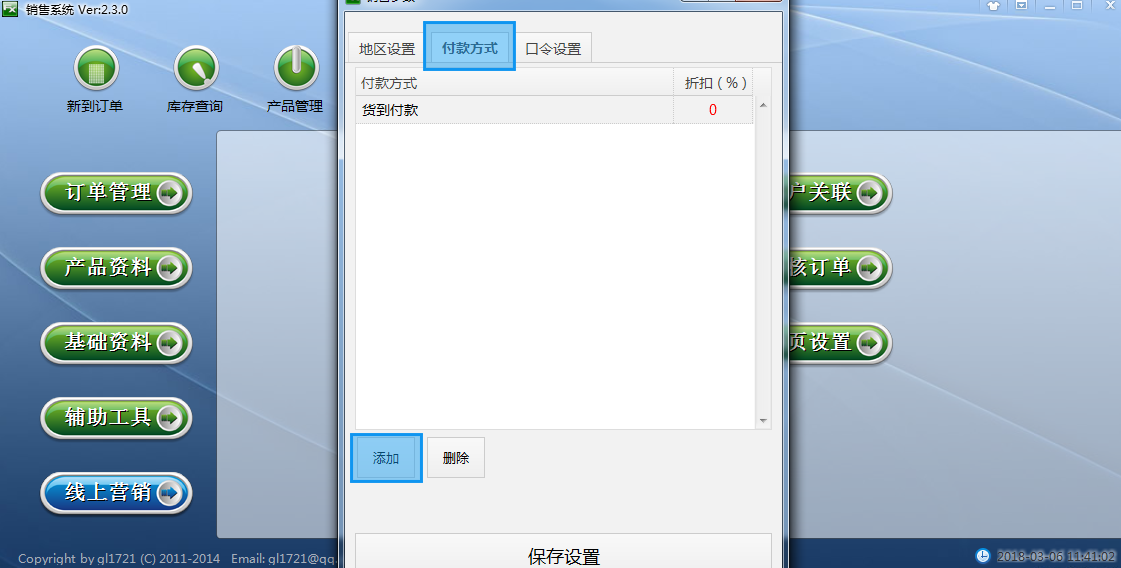 销售系统 Ver:2.3.0
新到订单 库存查询 产品管理
订单管理
产品资料
基础资料
辅助工具
线上营销
地区设置 付款方式 口令设置
付款方式 折扣(%)
货到付款 0
添加 删除
保存设置
户关联
核订单
页设置
Copyright by gl1721 (C) 2011-2014 Email: gl1721@qq.
2018-03-06 11:41:02